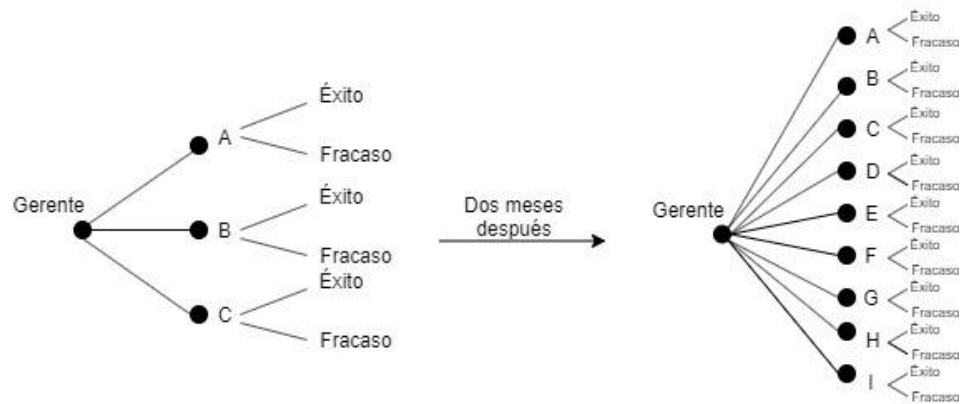 Éxito
A
Fracaso
Gerente
Éxito
B
Fracaso
Éxito
C
Fracaso
Dos meses
después
Gerente
A
Éxito
Fracaso
B
Éxito
Fracaso
C
Éxito
Fracaso
D
Éxito
Fracaso
E
Éxito
Fracaso
F
Éxito
Fracaso
G
Éxito
Fracaso
H
Éxito
Fracaso
I
Éxito
Fracaso